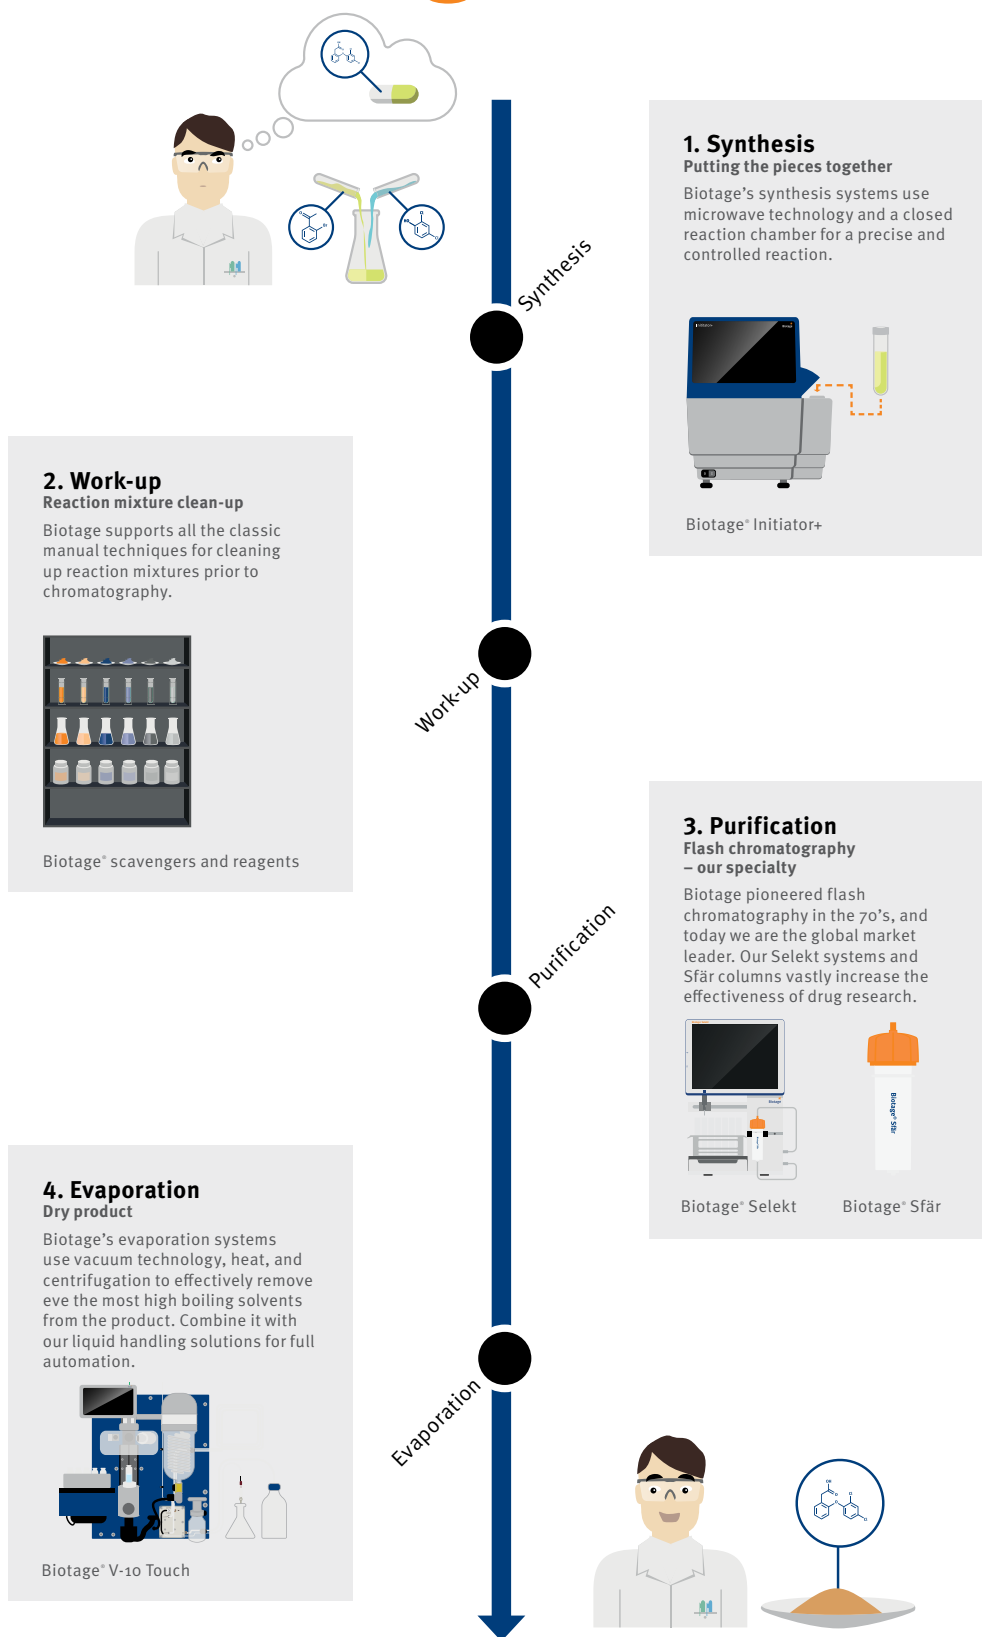 1. Synthesis
Putting the pieces together
Biotage's synthesis systems use
microwave technology and a closed
reaction chamber for a precise and
controlled reaction.
Biotage® Initiator+
Synthesis
2. Work-up
Reaction mixture clean-up
Biotage supports all the classic
manual techniques for cleaning
up reaction mixtures prior to
chromatography.
Biotage® scavengers and reagents
Work-up
3. Purification
Flash chromatography
– our specialty
Biotage pioneered flash
chromatography in the 70's, and
today we are the global market
leader. Our Selekt systems and
Sfär columns vastly increase the
effectiveness of drug research.
Biotage® Sfär
Biotage® Selekt
Biotage® Sfär
Purification
4. Evaporation
Dry product
Biotage's evaporation systems
use vacuum technology, heat, and
centrifugation to effectively remove
eve the most high boiling solvents
from the product. Combine it with
our liquid handling solutions for full
automation.
Biotage® V-10 Touch
Evaporation